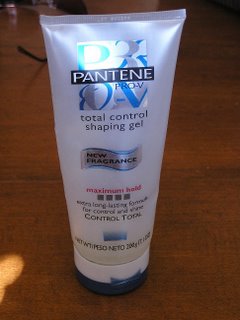 PANTENE
PRO-V
total control
shaping gel
NEW
FRAGRANCE
maximum hold
extra long-lasting formula
for control and shine
CONTROL TOTAL
NET WT/PESO NETO 200g